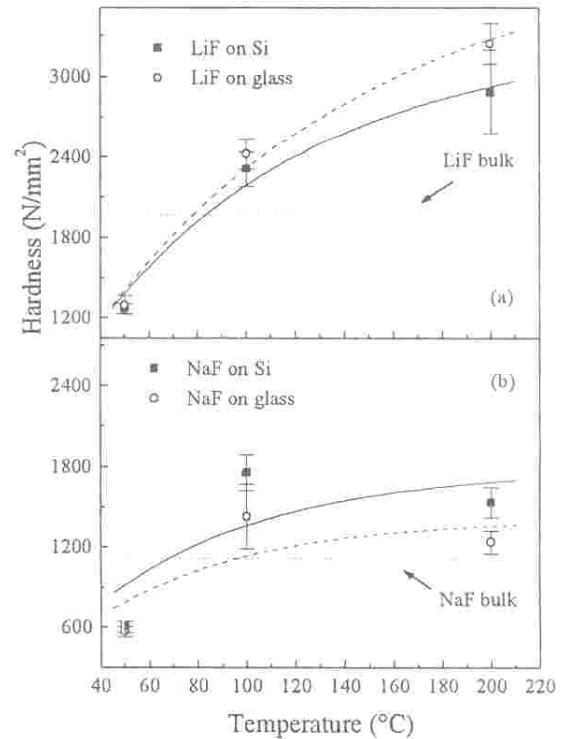 LiF on Si
LiF on glass
3000
2400
LiF bulk
1800
1200
(a)
Hardness (N/mm²)
NaF on Si
NaF on glass
(b)
2400
1800
1200
600
NaF bulk
40 60 80 100 120 140 160 180 200 220
Temperature (°C)